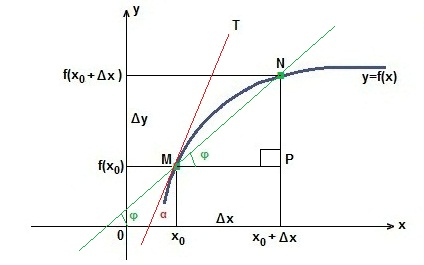 y
T
N
f(x₀ + Δx )
y=f(x)
Δy
M
φ
P
f(x₀)
φ
α
Δx
x
0
x₀
x₀ + Δx